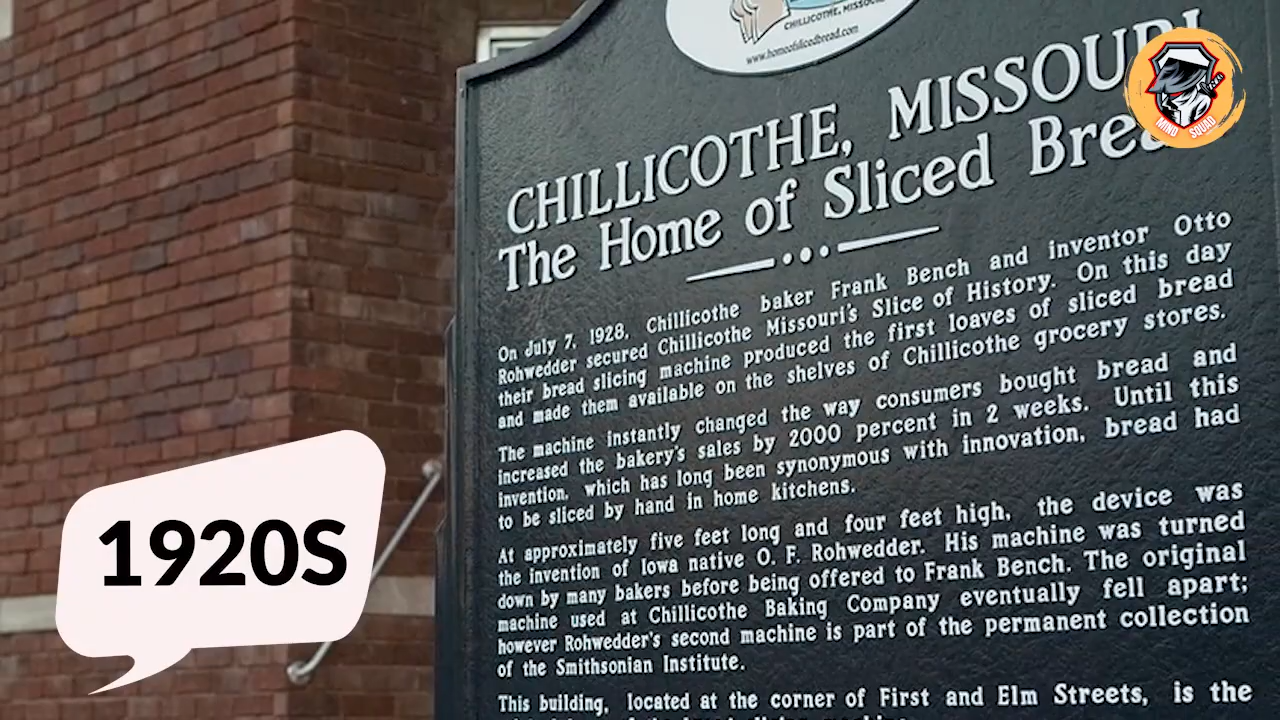 CHILLICOTHE, MISSOURI
www.homeofslicedbread.com
CHILLICOTHE, MISSOURI
The Home of Sliced
MIND SQUAD
On July 7, 1928, Chillicothe baker Frank Bench and inventor Otto
Rohwedder secured Chillicothe Missouri's Slice of History. On this day
their bread slicing machine produced the first loaves of sliced bread
and made them available on the shelves of Chillicothe grocery stores.
The machine instantly changed the way consumers bought bread and
increased the bakery's sales by 2000 percent in 2 weeks. Until this
invention, which has long been synonymous with innovation, bread had
to be sliced by hand in home kitchens.
At approximately five feet long and four feet high, the device was
the invention of Iowa native O. F. Rohwedder. His machine was turned
down by many bakers before being offered to Frank Bench. The original
machine used at Chillicothe Baking Company eventually fell apart;
however Rohwedder's second machine is part of the permanent collection
of the Smithsonian Institute.
This building, located at the corner of First and Elm Streets, is the
1920S